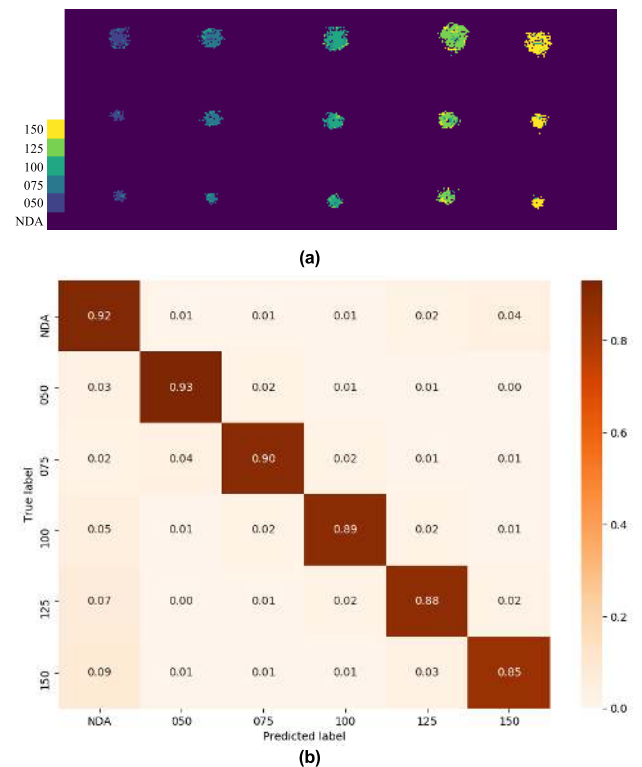 150
125
100
075
050
NDA
(a)
NDA 0.92 0.01 0.01 0.01 0.02 0.04
050 0.03 0.93 0.02 0.01 0.01 0.00
075 0.02 0.04 0.90 0.02 0.01 0.01
100 0.05 0.01 0.02 0.89 0.02 0.01
125 0.07 0.00 0.01 0.02 0.88 0.02
150 0.09 0.01 0.01 0.01 0.03 0.85
True label
NDA 050 075 100 125 150
Predicted label
0.8
0.6
0.4
0.2
0.0
(b)